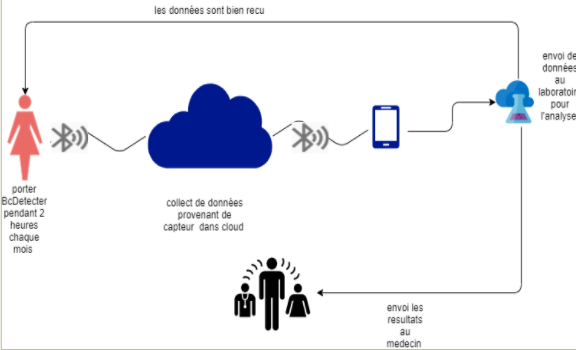 les données sont bien recu
envoi de
données
au
laboratoir
pour
l'analyse
porter
BcDetecter
pendant 2
heures
chaque
mois
collect de données
provenant de
capteur dans cloud
envoi les
resultats
au
medecin